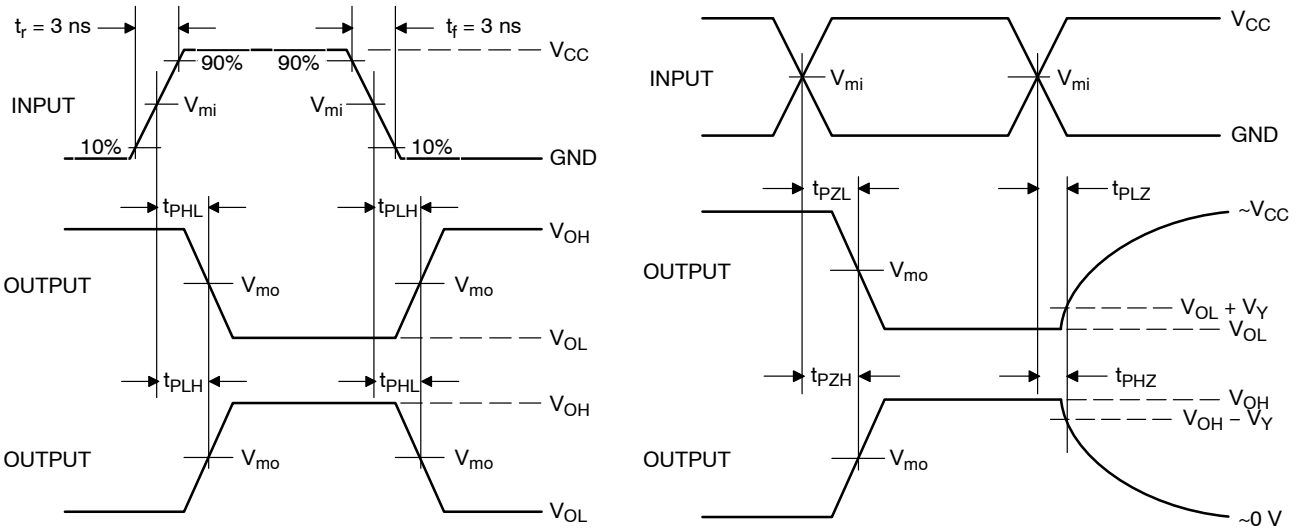 t_r = 3 ns
t_f = 3 ns
V_CC
90%
90%
INPUT
V_mi
V_mi
10%
10%
GND
t_PHL
t_PLH
V_OH
OUTPUT
V_mo
V_mo
V_OL
t_PLH
t_PHL
V_OH
OUTPUT
V_mo
V_mo
V_OL
V_CC
INPUT
V_mi
V_mi
GND
t_PZL
t_PLZ
~V_CC
OUTPUT
V_mo
V_OL + V_Y
V_OL
t_PZH
t_PHZ
V_OH
V_OH – V_Y
OUTPUT
V_mo
~0 V